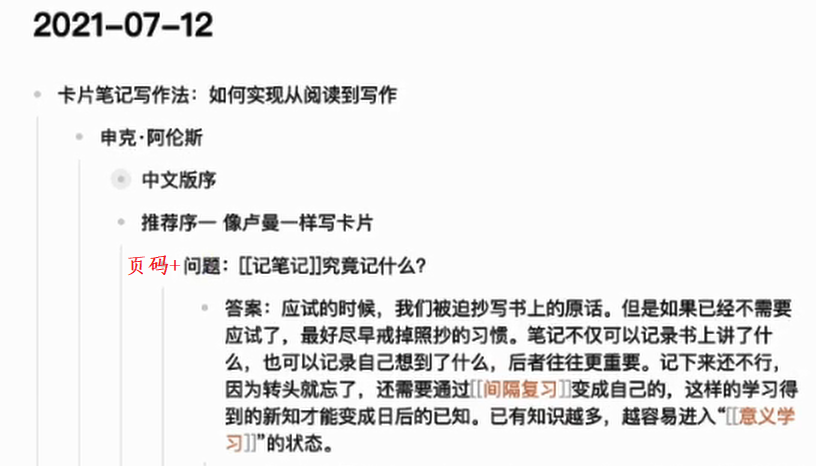 2021-07-12
卡片笔记写作法：如何实现从阅读到写作
申克·阿伦斯
中文版序
推荐序一 像卢曼一样写卡片
页码+问题：[[记笔记]]究竟记什么？
答案：应试的时候，我们被迫抄写书上的原话。但是如果已经不需要
应试了，最好尽早戒掉照抄的习惯。笔记不仅可以记录书上讲了什
么，也可以记录自己想到了什么，后者往往更重要。记下来还不行，
因为转头就忘了，还需要通过[[间隔复习]]变成自己的，这样的学习得
到的新知才能变成日后的已知。已有知识越多，越容易进入“[[意义学
习]]”的状态。